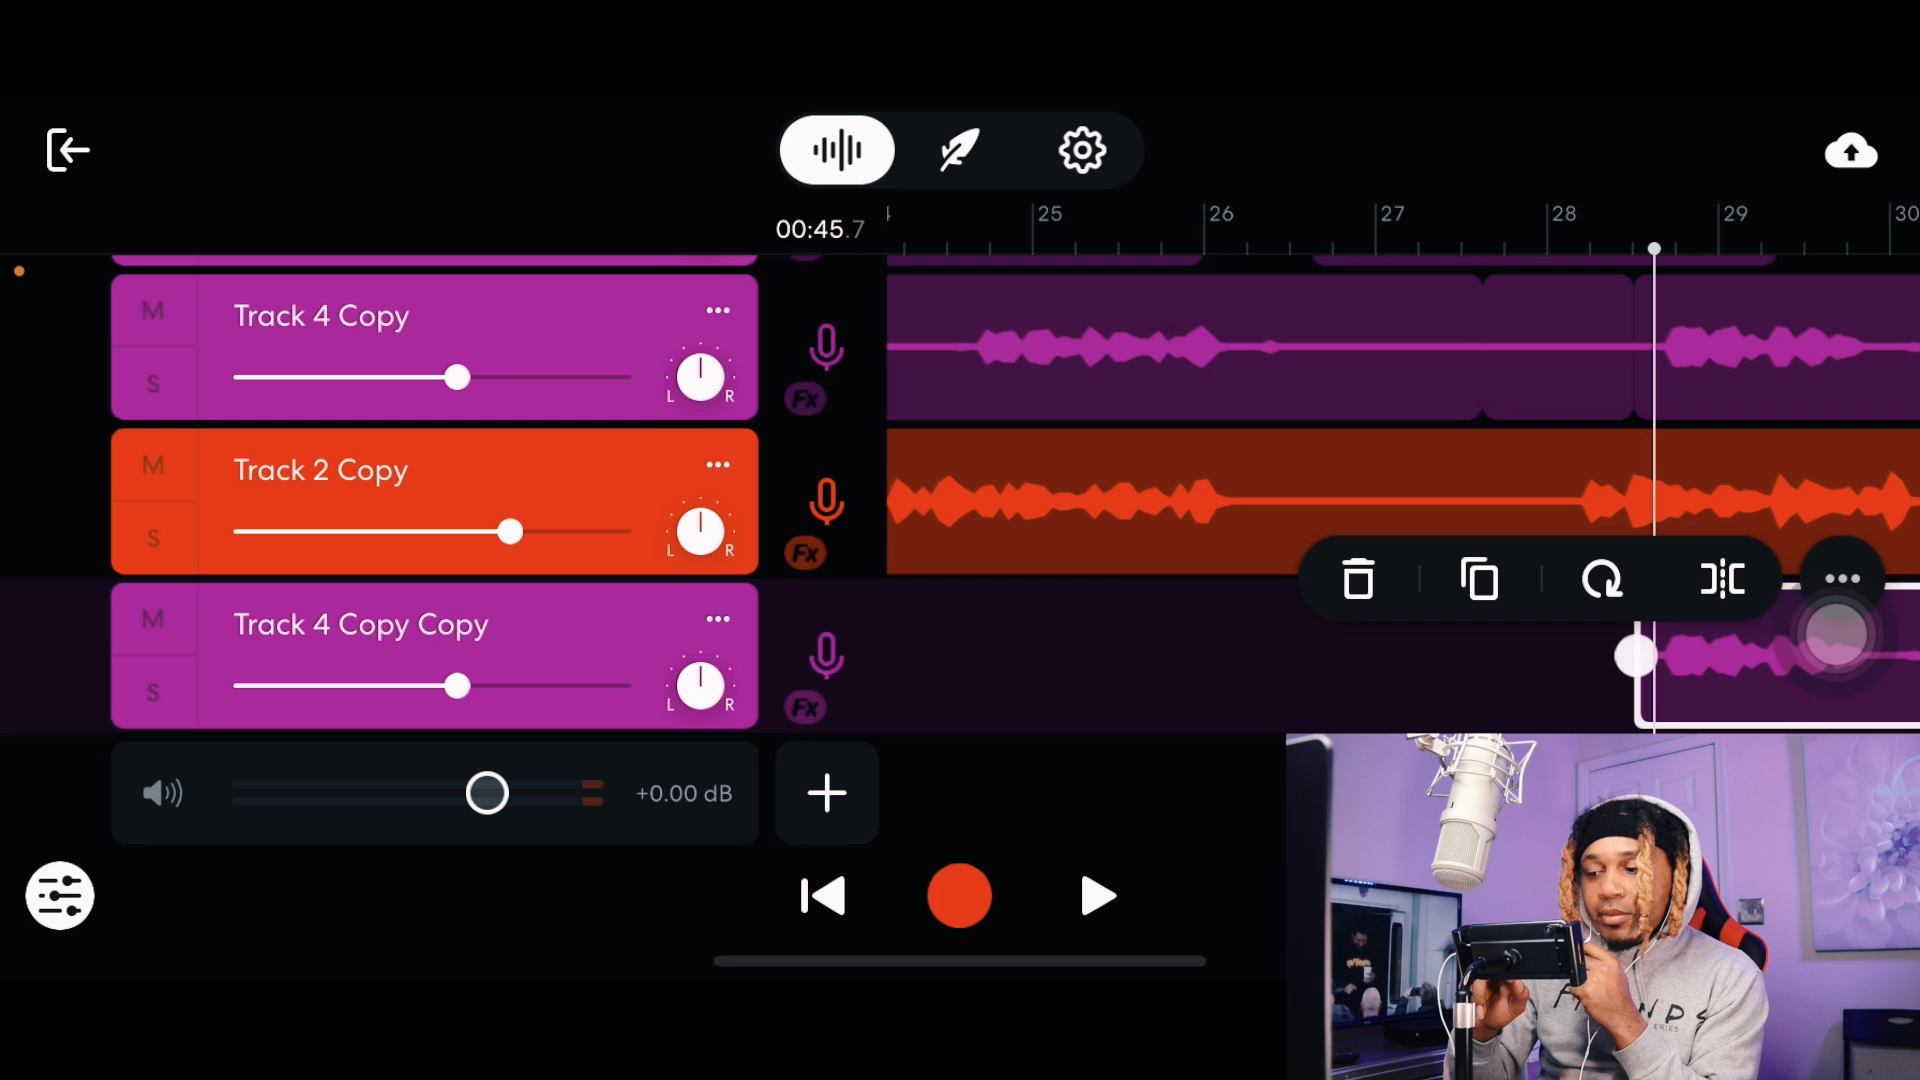 25 26 27 28 29 30
00:45.7
M
Track 4 Copy
S
L R
Fx
M
Track 2 Copy
S
L R
Fx
M
Track 4 Copy Copy
S
L R
Fx
+0.00 dB